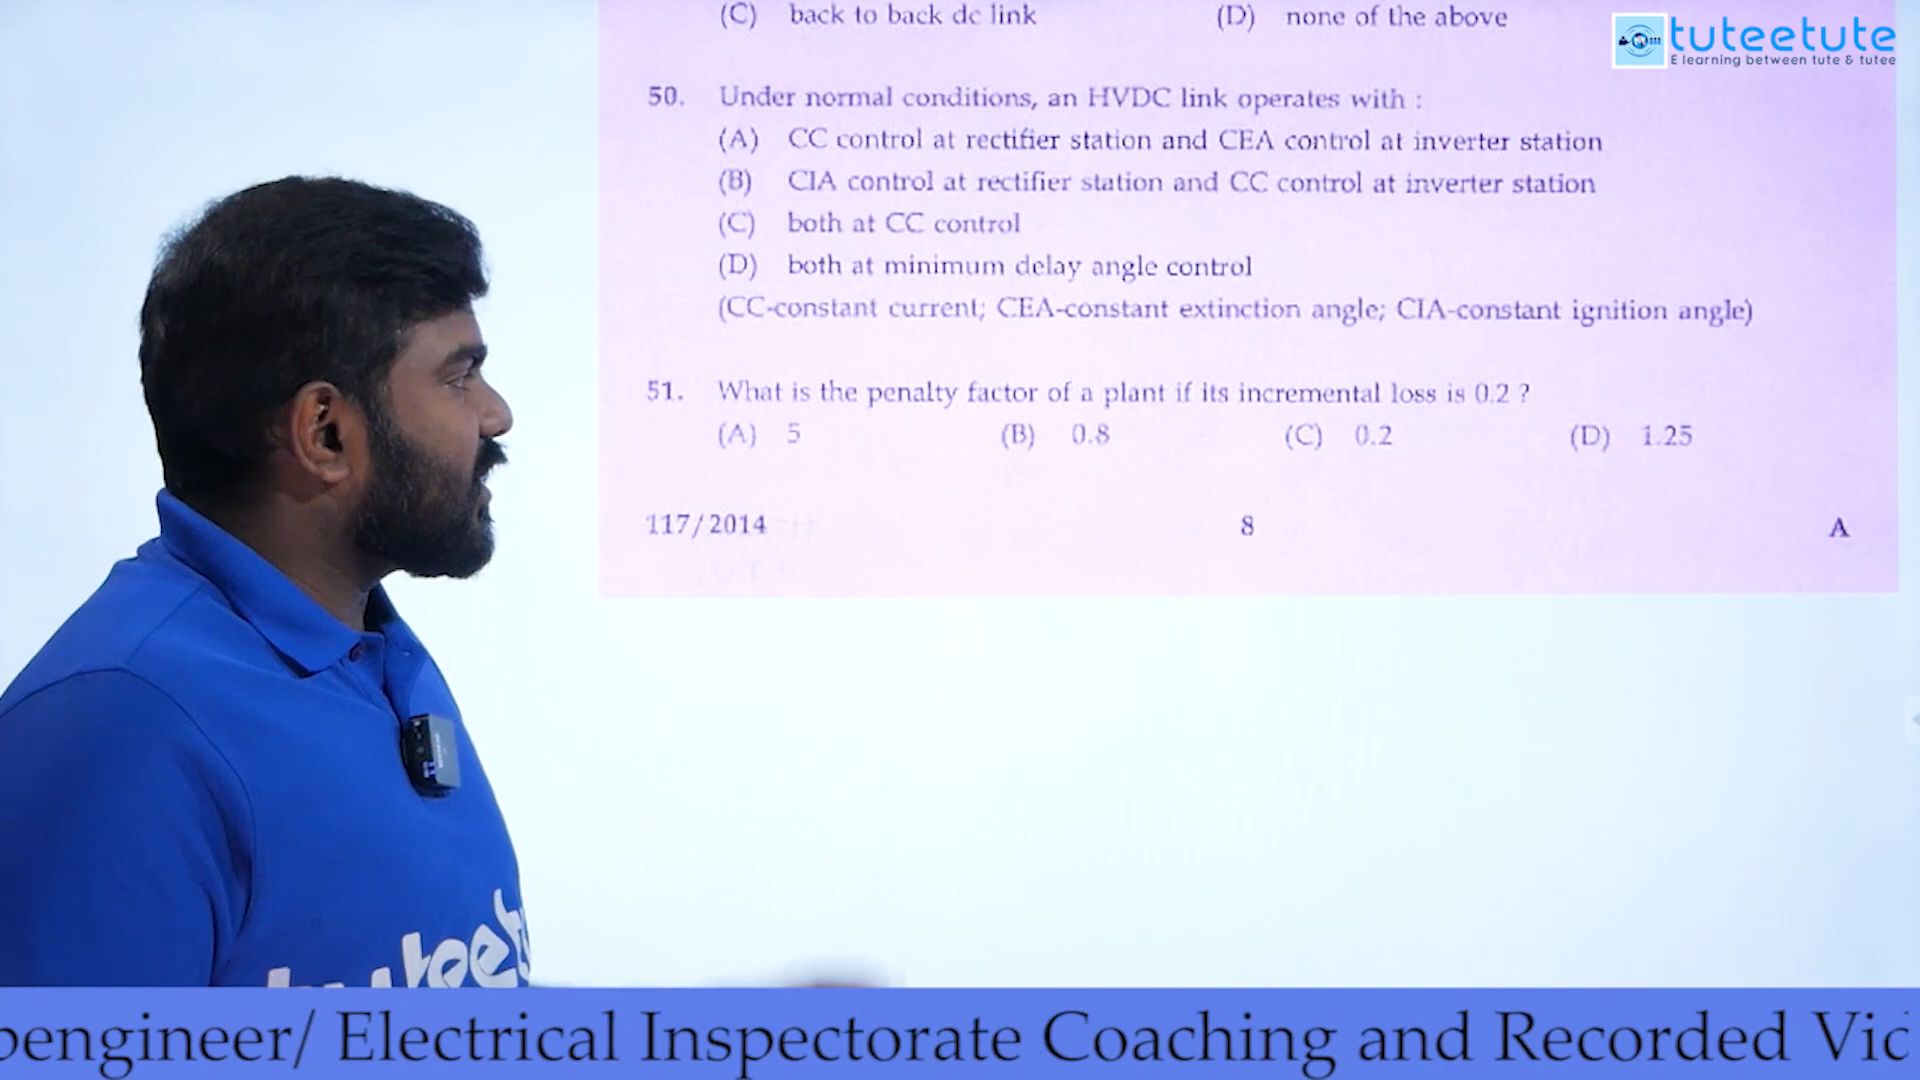 (C) back to back dc link (D) none of the above
tuteetute
E learning between tute & tutee
50. Under normal conditions, an HVDC link operates with :
(A) CC control at rectifier station and CEA control at inverter station
(B) CIA control at rectifier station and CC control at inverter station
(C) both at CC control
(D) both at minimum delay angle control
(CC-constant current; CEA-constant extinction angle; CIA-constant ignition angle)
51. What is the penalty factor of a plant if its incremental loss is 0.2 ?
(A) 5 (B) 0.8 (C) 0.2 (D) 1.25
117/2014 8 A
bengineer/ Electrical Inspectorate Coaching and Recorded Vid